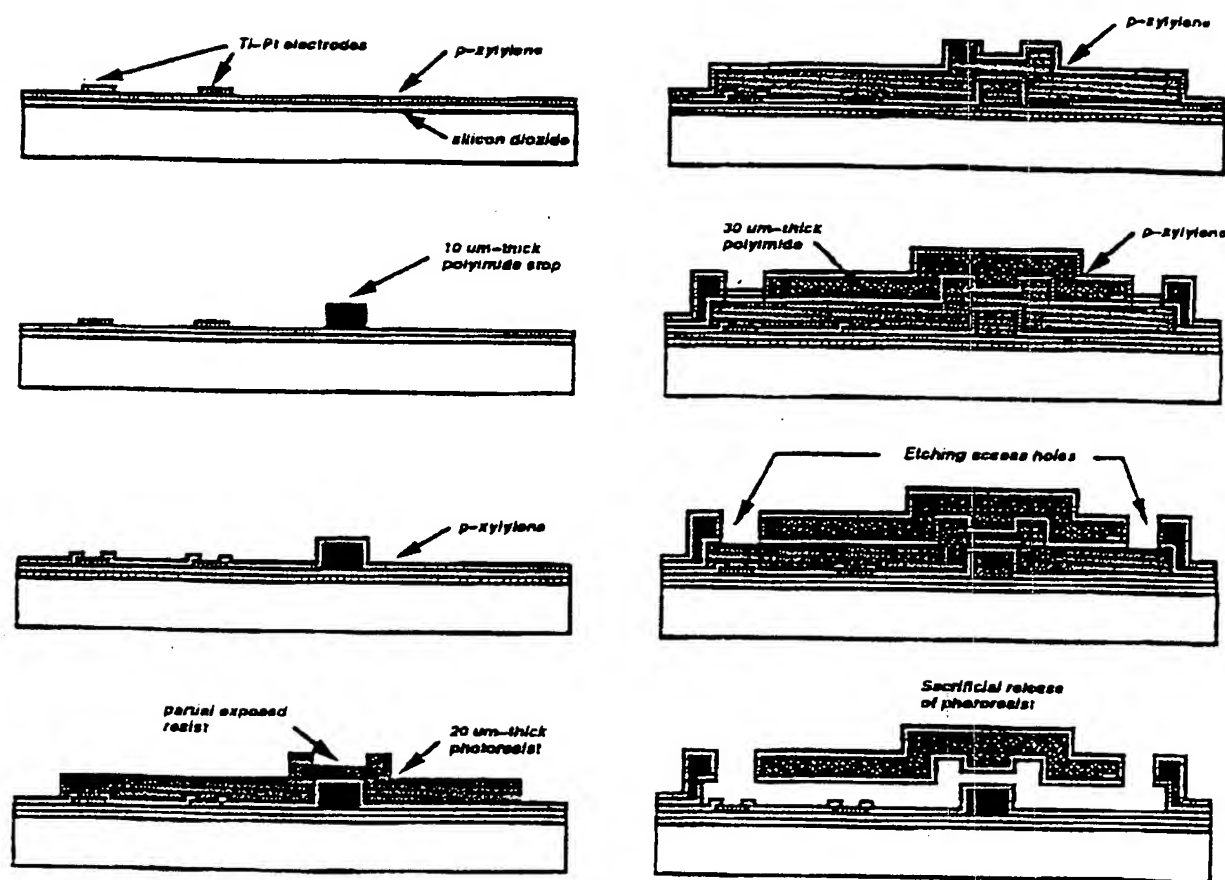 Ti-Pt electrodes
p-xylylene
silicon dioxide
10 um-thick
polyimide stop
p-xylylene
partial exposed
resist
20 um-thick
photoresist
p-xylylene
30 um-thick
polyimide
p-xylylene
Etching access holes
Sacrificial release
of photoresist